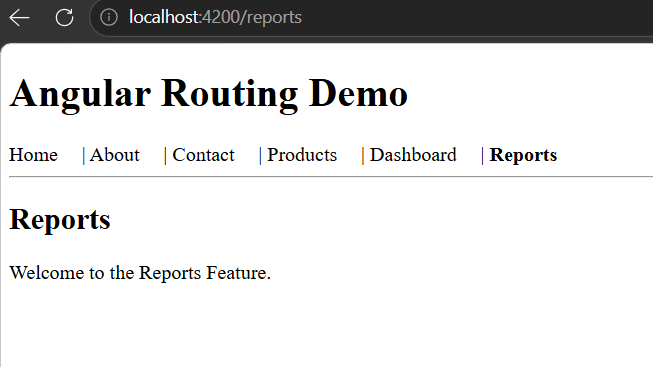 localhost:4200/reports
Angular Routing Demo
Home | About | Contact | Products | Dashboard | Reports
Reports
Welcome to the Reports Feature.